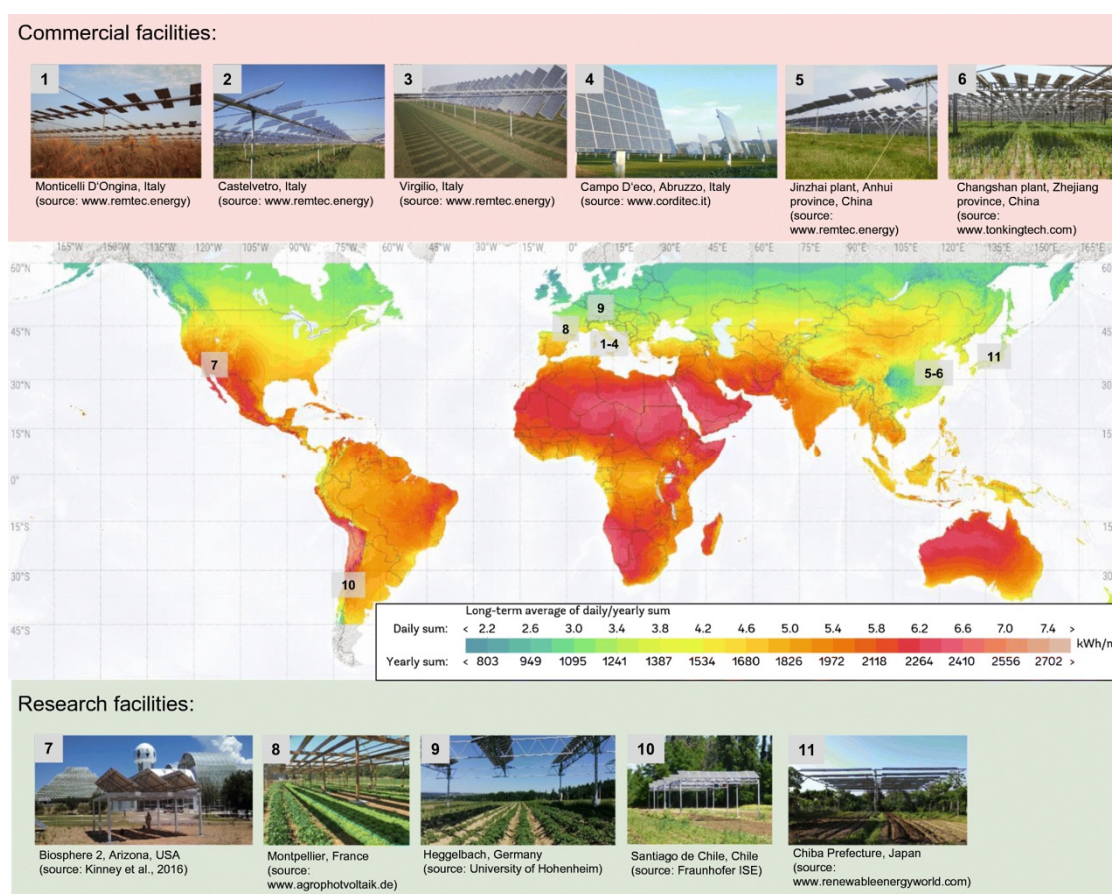 Commercial facilities:
1
2
3
4
5
6
Monticelli D'Ongina, Italy
(source: www.remtec.energy)
Castelvetro, Italy
(source: www.remtec.energy)
Virgilio, Italy
(source: www.remtec.energy)
Campo D'eco, Abruzzo, Italy
(source: www.corditec.it)
Jinzhai plant, Anhui
province, China
(source:
www.remtec.energy)
Changshan plant, Zhejiang
province, China
(source:
www.tonkingtech.com)
165°W 150°W 135°W 120°W 105°W 90°W 75°W 60°W 45°W 30°W 15°W 0°E 15°E 30°E 45°E 60°E 75°E 90°E 105°E 120°E 135°E 150°E 165°E
60°N 60°N
45°N 45°N
30°N 30°
15°N 15°
0° 0°
15°S 15°
30°S 30°
45°S
9
8
1-4
7
5-6
11
10
Long-term average of daily/yearly sum
Daily sum: < 2.2 2.6 3.0 3.4 3.8 4.2 4.6 5.0 5.4 5.8 6.2 6.6 7.0 7.4 >
kWh/m
Yearly sum: < 803 949 1095 1241 1387 1534 1680 1826 1972 2118 2264 2410 2556 2702 >
Research facilities:
7
8
9
10
11
Biosphere 2, Arizona, USA
(source: Kinney et al., 2016)
Montpellier, France
(source:
www.agrophotvoltaik.de)
Heggelbach, Germany
(source: University of Hohenheim)
Santiago de Chile, Chile
(source: Fraunhofer ISE)
Chiba Prefecture, Japan
(source:
www.renewableenergyworld.com)